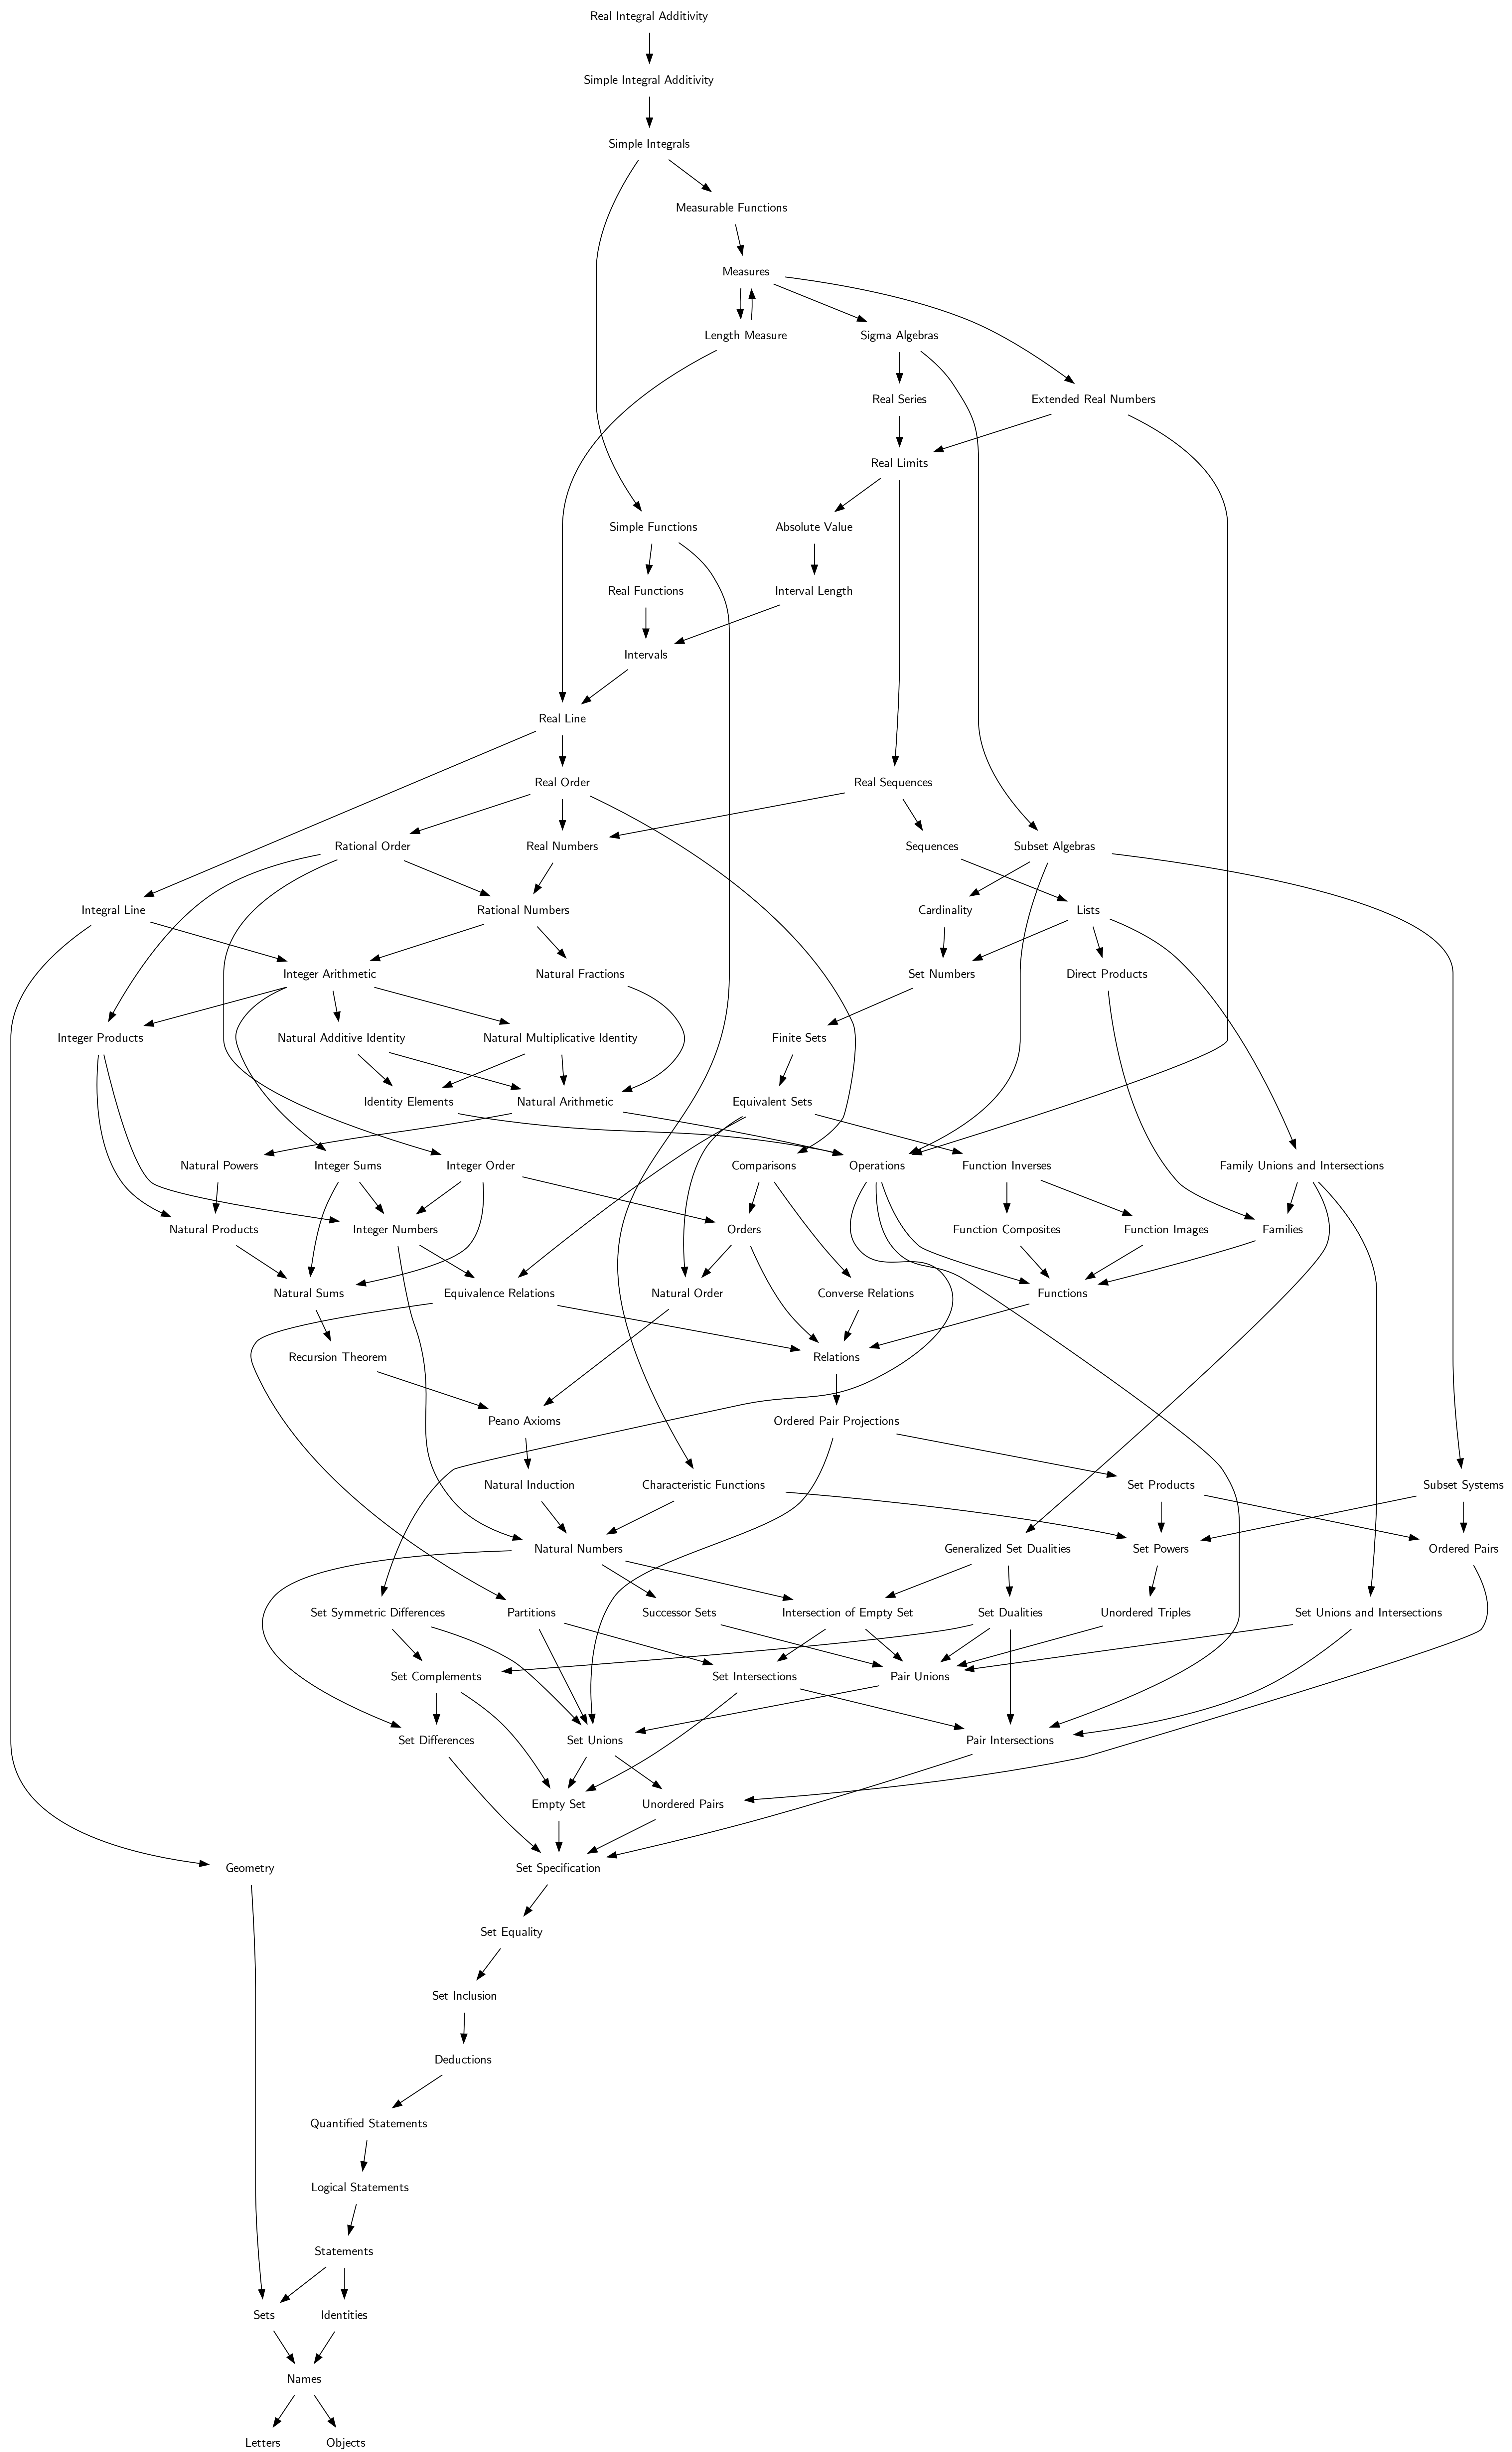 Real Integral Additivity
Simple Integral Additivity
Simple Integrals
Measurable Functions
Measures
Length Measure
Sigma Algebras
Real Series
Extended Real Numbers
Real Limits
Simple Functions
Absolute Value
Real Functions
Interval Length
Intervals
Real Line
Real Order
Real Sequences
Rational Order
Real Numbers
Sequences
Subset Algebras
Integral Line
Rational Numbers
Cardinality
Lists
Integer Arithmetic
Natural Fractions
Set Numbers
Direct Products
Integer Products
Natural Additive Identity
Natural Multiplicative Identity
Finite Sets
Identity Elements
Natural Arithmetic
Equivalent Sets
Natural Powers
Integer Sums
Integer Order
Comparisons
Operations
Function Inverses
Family Unions and Intersections
Natural Products
Integer Numbers
Orders
Function Composites
Function Images
Families
Natural Sums
Equivalence Relations
Natural Order
Converse Relations
Functions
Recursion Theorem
Relations
Peano Axioms
Ordered Pair Projections
Natural Induction
Characteristic Functions
Set Products
Subset Systems
Natural Numbers
Generalized Set Dualities
Set Powers
Ordered Pairs
Set Symmetric Differences
Partitions
Successor Sets
Intersection of Empty Set
Set Dualities
Unordered Triples
Set Unions and Intersections
Set Complements
Set Intersections
Pair Unions
Set Differences
Set Unions
Pair Intersections
Empty Set
Unordered Pairs
Geometry
Set Specification
Set Equality
Set Inclusion
Deductions
Quantified Statements
Logical Statements
Statements
Sets
Identities
Names
Letters
Objects